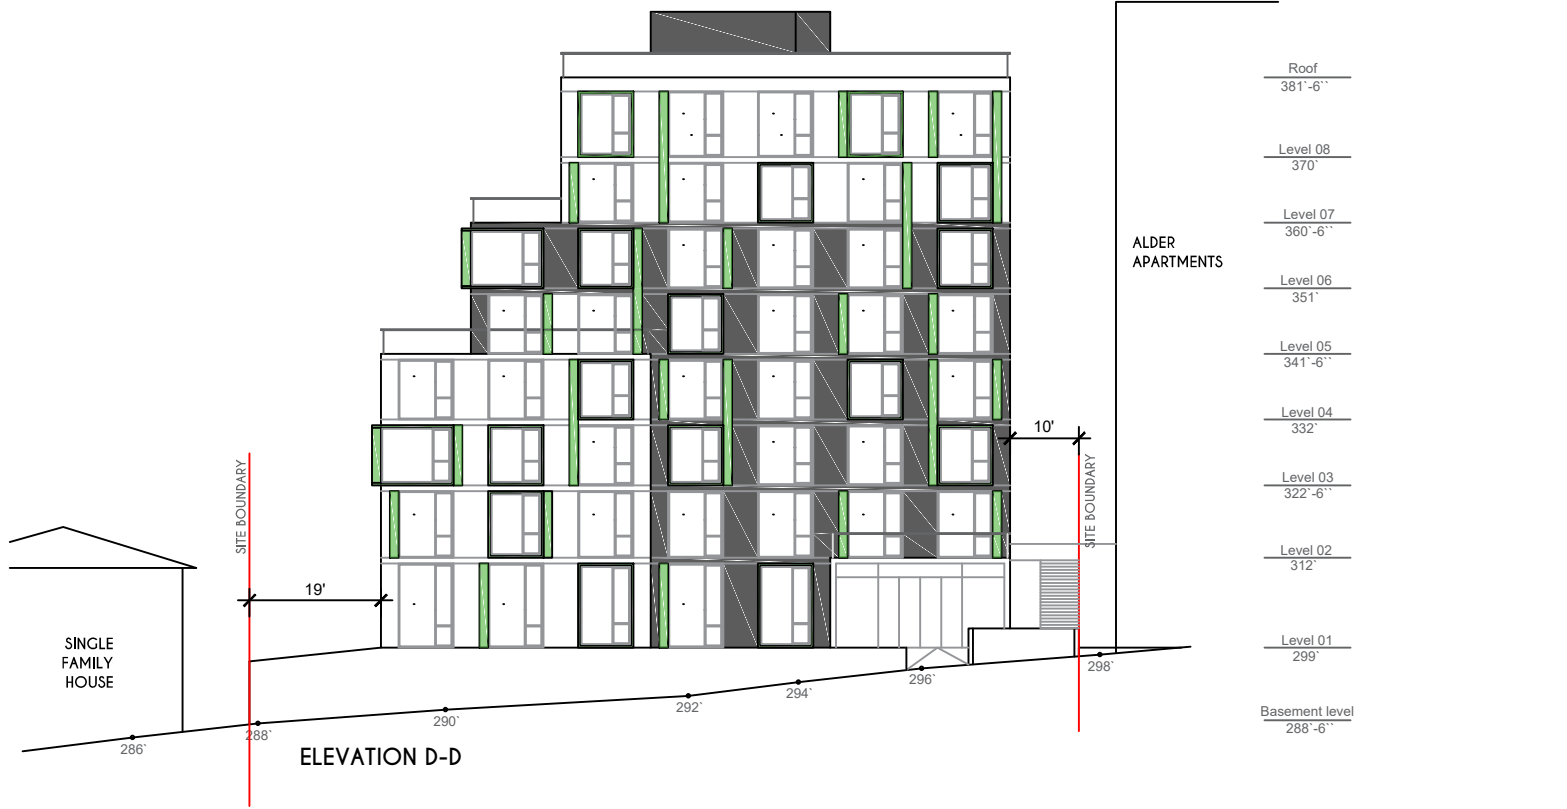 Roof
381`-6``
Level 08
370`
Level 07
360`-6``
ALDER
APARTMENTS
Level 06
351`
Level 05
341`-6``
Level 04
332`
10'
SITE BOUNDARY
SITE BOUNDARY
Level 03
322`-6``
Level 02
312`
19'
SINGLE
FAMILY
HOUSE
Level 01
299`
298`
296`
294`
292`
290`
288`
286`
Basement level
288`-6``
ELEVATION D-D